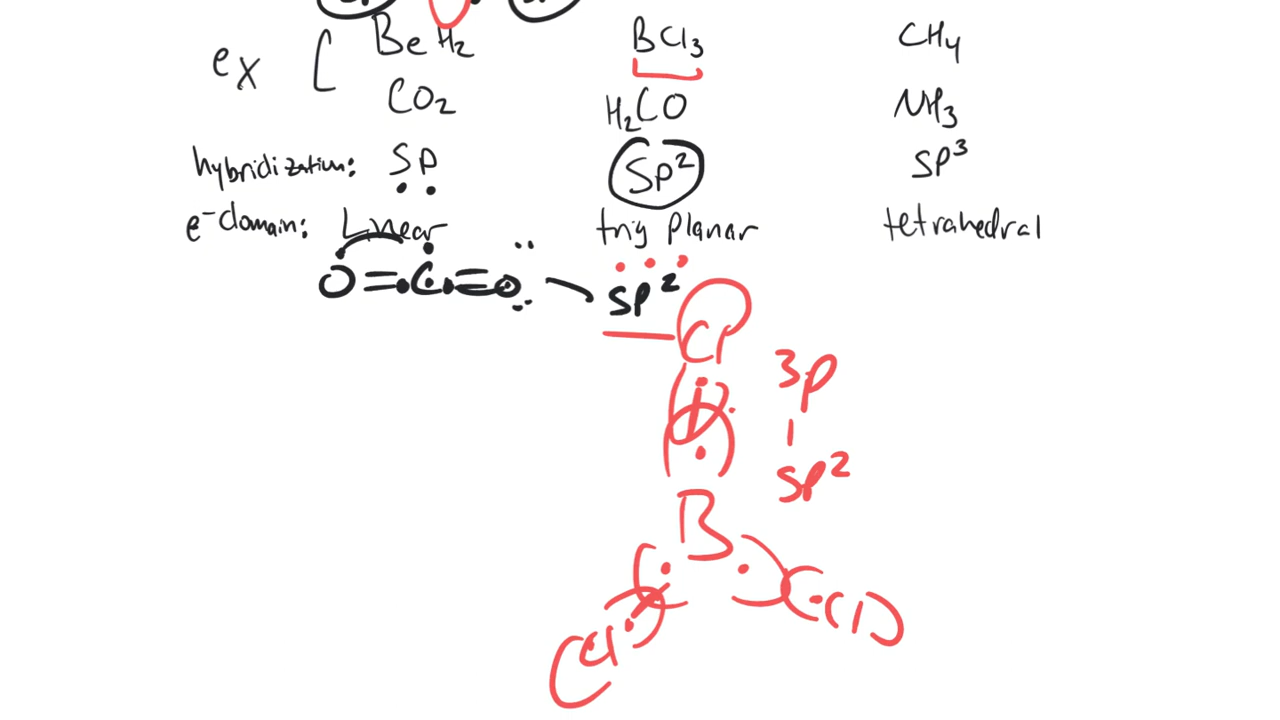 ex [ BeH₂ BCl₃ CH₄
CO₂ H₂CO NH₃
hybridization: SP SP² SP³
e⁻domain: Linear trig planar tetrahedral
O=C=O SP²
Cl
3p
SP²
B
Cl Cl